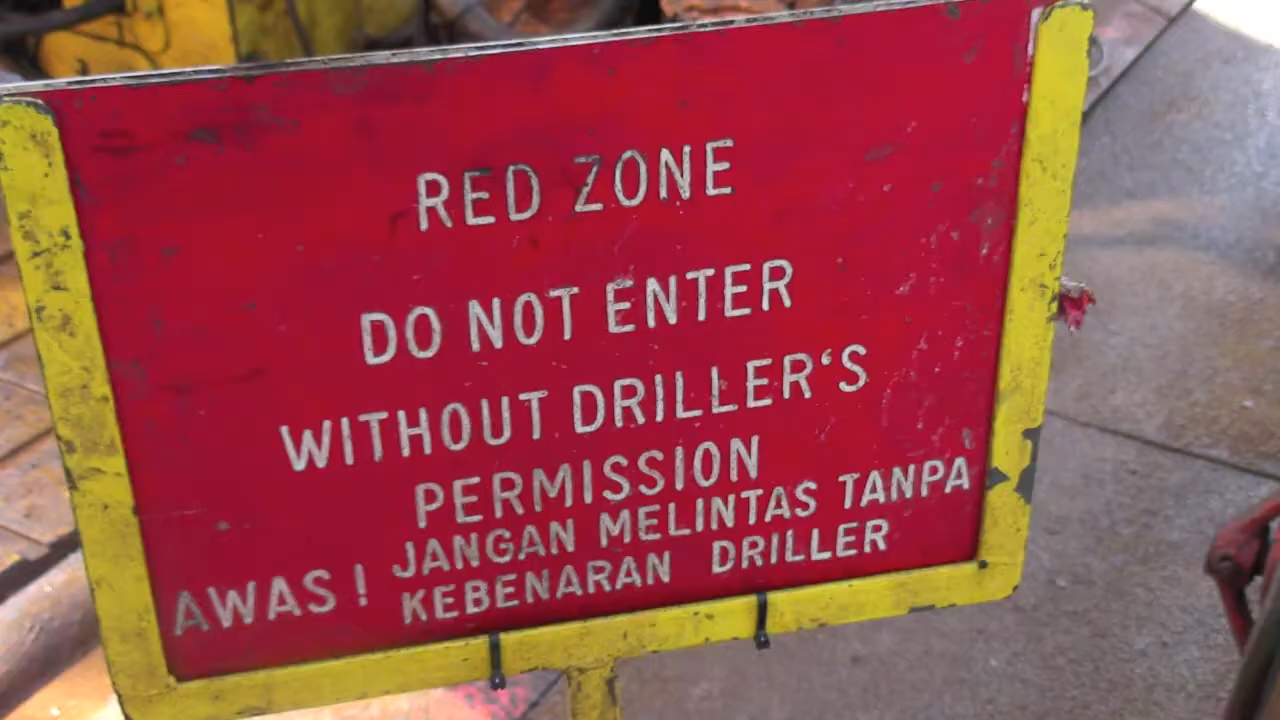 RED ZONE
DO NOT ENTER
WITHOUT DRILLER'S
PERMISSION
AWAS! JANGAN MELINTAS TANPA
KEBENARAN DRILLER